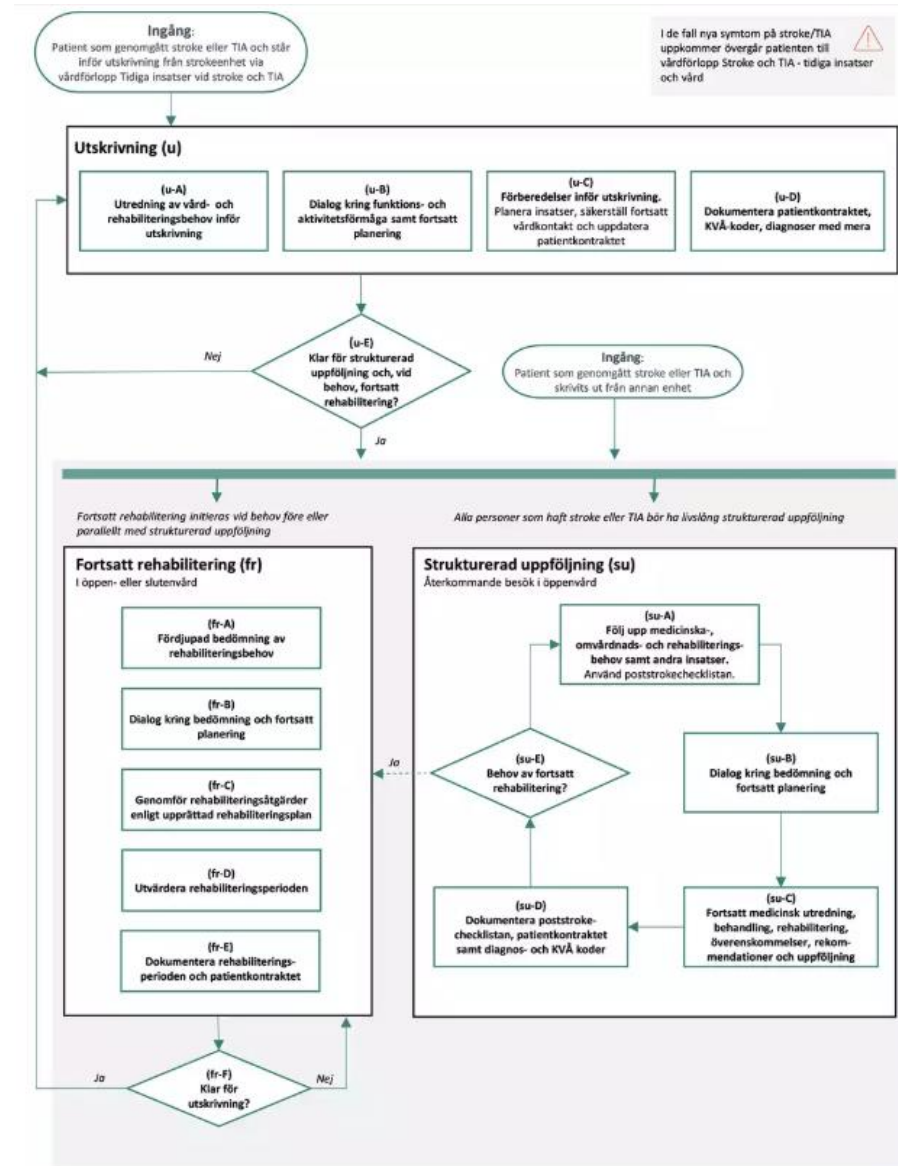 Ingång:
Patient som genomgått stroke eller TIA och står
inför utskrivning från strokeenhet via
vårdförlopp Tidiga insatser vid stroke och TIA
I de fall nya symtom på stroke/TIA
uppkommer övergår patienten till
vårdförlopp Stroke och TIA - tidiga insatser
och vård
Utskrivning (u)
(u-A)
Utredning av vård- och
rehabiliteringsbehov inför
utskrivning
(u-B)
Dialog kring funktions- och
aktivitetsförmåga samt fortsatt
planering
(u-C)
Förberedelser inför utskrivning.
Planera insatser, säkerställ fortsatt
vårdkontakt och uppdatera
patientkontraktet
(u-D)
Dokumentera patientkontraktet,
KVÅ-koder, diagnoser med mera
(u-E)
Klar för strukturerad
uppföljning och, vid
behov, fortsatt
rehabilitering?
Nej
Ja
Ingång:
Patient som genomgått stroke eller TIA och
skrivits ut från annan enhet
Fortsatt rehabilitering initieras vid behov före eller
parallellt med strukturerad uppföljning
Alla personer som haft stroke eller TIA bör ha livslång strukturerad uppföljning
Fortsatt rehabilitering (fr)
I öppen- eller slutenvård
(fr-A)
Fördjupad bedömning av
rehabiliteringsbehov
(fr-B)
Dialog kring bedömning och fortsatt
planering
(fr-C)
Genomför rehabiliteringsåtgärder
enligt upprättad rehabiliteringsplan
(fr-D)
Utvärdera rehabiliteringsperioden
(fr-E)
Dokumentera rehabiliterings-
perioden och patientkontraktet
(fr-F)
Klar för
utskrivning?
Ja
Nej
Strukturerad uppföljning (su)
Återkommande besök i öppenvård
(su-A)
Följ upp medicinska-,
omvårdnads- och rehabiliterings-
behov samt andra insatser.
Använd poststrokechecklistan.
(su-B)
Dialog kring bedömning och
fortsatt planering
(su-C)
Fortsatt medicinsk utredning,
behandling, rehabilitering,
överenskommelser, rekom-
mendationer och uppföljning
(su-D)
Dokumentera poststroke-
checklistan, patientkontraktet
samt diagnos- och KVÅ koder
(su-E)
Behov av fortsatt
rehabilitering?
Ja